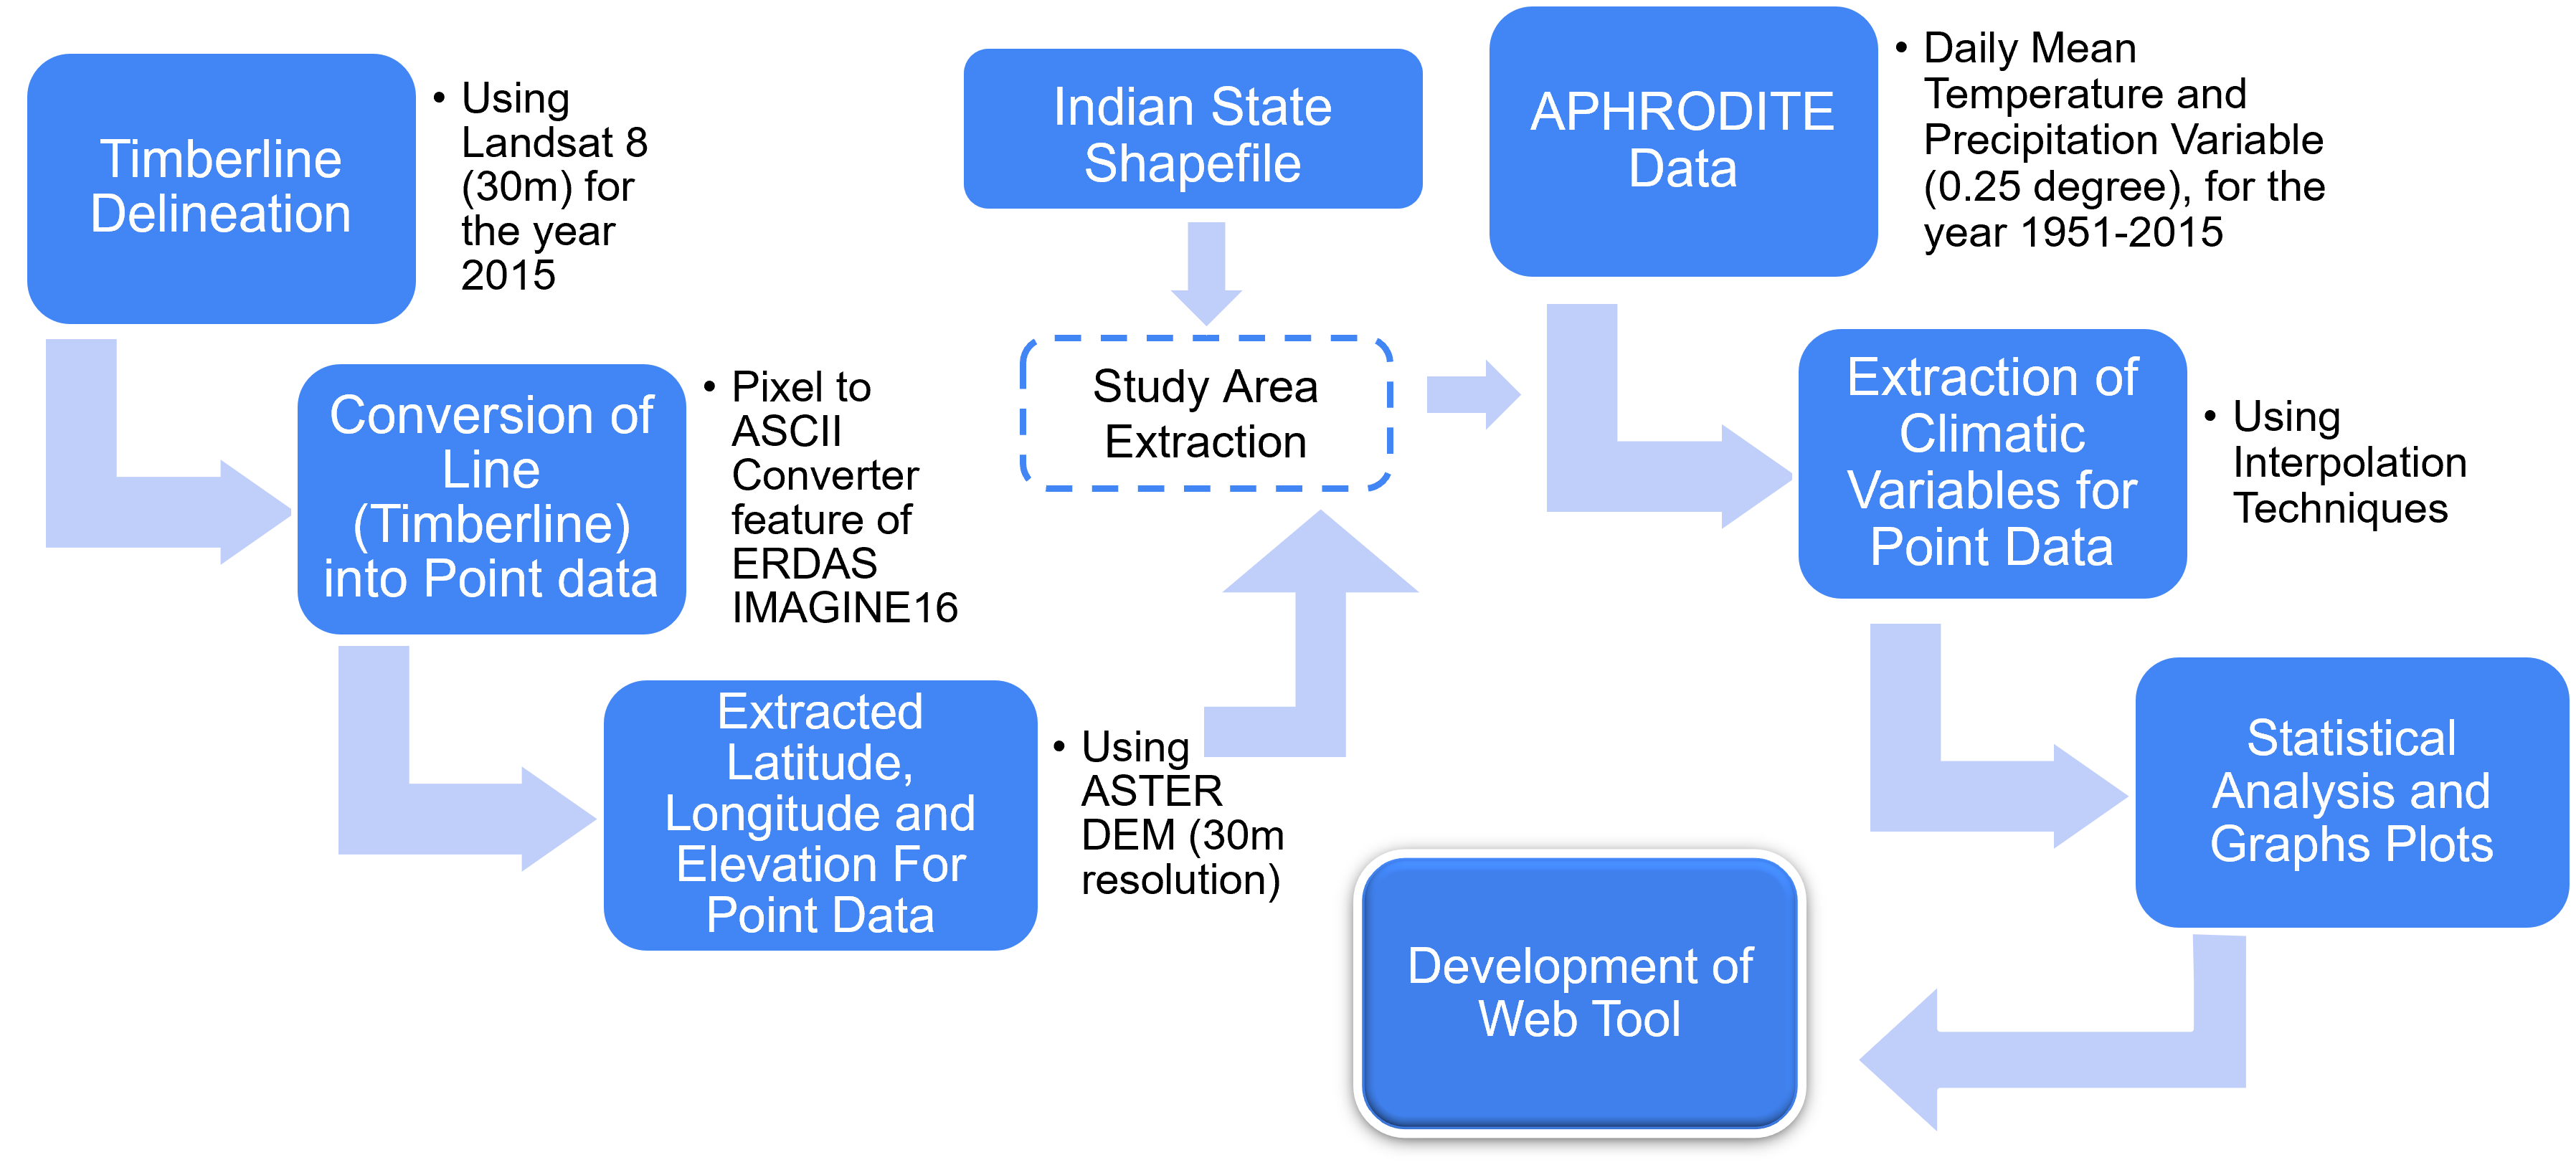 Timberline
Delineation
• Using
Landsat 8
(30m) for
the year
2015
Conversion of
Line
(Timberline)
into Point data
• Pixel to
ASCII
Converter
feature of
ERDAS
IMAGINE16
Extracted
Latitude,
Longitude and
Elevation For
Point Data
• Using
ASTER
DEM (30m
resolution)
Indian State
Shapefile
Study Area
Extraction
APHRODITE
Data
• Daily Mean
Temperature and
Precipitation Variable
(0.25 degree), for the
year 1951-2015
Extraction of
Climatic
Variables for
Point Data
• Using
Interpolation
Techniques
Statistical
Analysis and
Graphs Plots
Development of
Web Tool